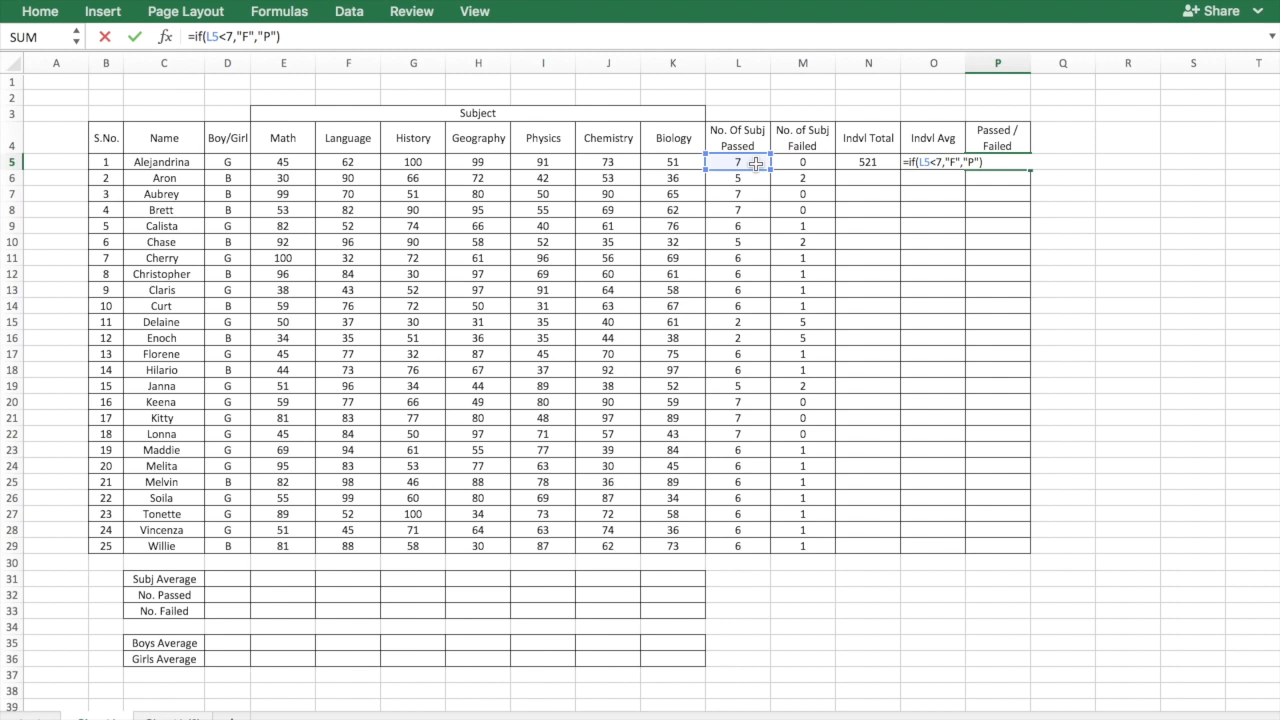 Home Insert Page Layout Formulas Data Review View Share
SUM fx =if(L5<7,"F","P")
A B C D E F G H I J K L M N O P Q R S T
1
2
3 Subject
4 S.No. Name Boy/Girl Math Language History Geography Physics Chemistry Biology No. Of Subj Passed No. of Subj Failed Indvl Total Indvl Avg Passed / Failed
5 1 Alejandrina G 45 62 100 99 91 73 51 7 0 521 =if(L5<7,"F","P")
6 2 Aron B 30 90 66 72 42 53 36 5 2
7 3 Aubrey B 99 70 51 80 50 90 65 7 0
8 4 Brett B 53 82 90 95 55 69 62 7 0
9 5 Calista G 82 52 74 66 40 61 76 6 1
10 6 Chase B 92 96 90 58 52 35 32 5 2
11 7 Cherry G 100 32 72 61 96 56 69 6 1
12 8 Christopher B 96 84 30 97 69 60 61 6 1
13 9 Claris G 38 43 52 97 91 64 58 6 1
14 10 Curt B 59 76 72 50 31 63 67 6 1
15 11 Delaine G 50 37 30 31 35 40 61 2 5
16 12 Enoch B 34 35 51 36 35 44 38 2 5
17 13 Florene G 45 77 32 87 45 70 75 6 1
18 14 Hilario B 44 73 76 67 37 92 97 6 1
19 15 Janna G 51 96 34 44 89 38 52 5 2
20 16 Keena G 59 77 66 49 80 90 59 7 0
21 17 Kitty G 81 83 77 80 48 97 89 7 0
22 18 Lonna G 45 84 50 97 71 57 43 7 0
23 19 Maddie G 69 94 61 55 77 39 84 6 1
24 20 Melita G 95 83 53 77 63 30 45 6 1
25 21 Melvin B 82 98 46 88 78 36 89 6 1
26 22 Soila G 55 99 60 80 69 87 34 6 1
27 23 Tonette G 89 52 100 34 73 72 58 6 1
28 24 Vincenza G 51 45 71 64 63 74 36 6 1
29 25 Willie B 81 88 58 30 87 62 73 6 1
30
31 Subj Average
32 No. Passed
33 No. Failed
34
35 Boys Average
36 Girls Average
37
38
39